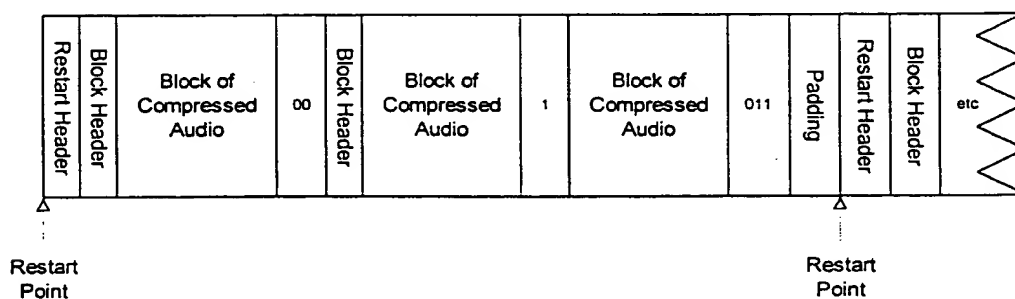 Restart Header
Block Header
Block of
Compressed
Audio
00
Block Header
Block of
Compressed
Audio
1
Block of
Compressed
Audio
011
Padding
Restart Header
Block Header
etc
Restart
Point
Restart
Point